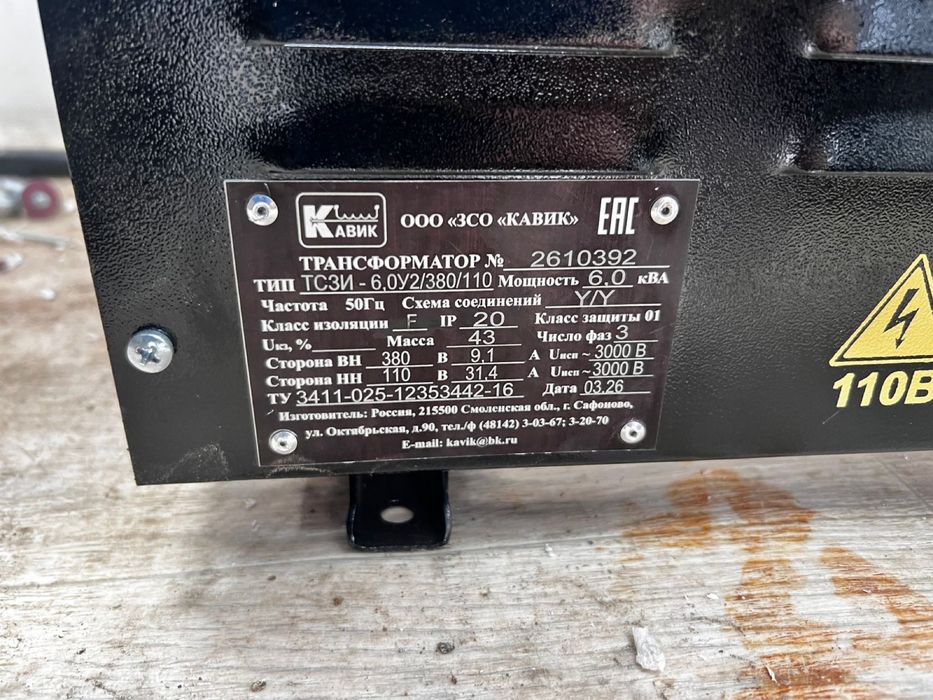 КАВИК ООО «ЗСО «КАВИК» ЕАС
ТРАНСФОРМАТОР № 2610392
ТИП ТСЗИ - 6,0У2/380/110 Мощность 6,0 кВА
Частота 50Гц Схема соединений Y/Y
Класс изоляции F IP 20 Класс защиты 01
Uкз, % Масса 43 Число фаз 3
Сторона ВН 380 В 9,1 А Uисп ~ 3000 В
Сторона НН 110 В 31,4 А Uисп ~ 3000 В
ТУ 3411-025-12353442-16 Дата 03.26
Изготовитель: Россия, 215500 Смоленская обл., г. Сафоново,
ул. Октябрьская, д.90, тел./ф (48142) 3-03-67; 3-20-70
E-mail: kavik@bk.ru
110В